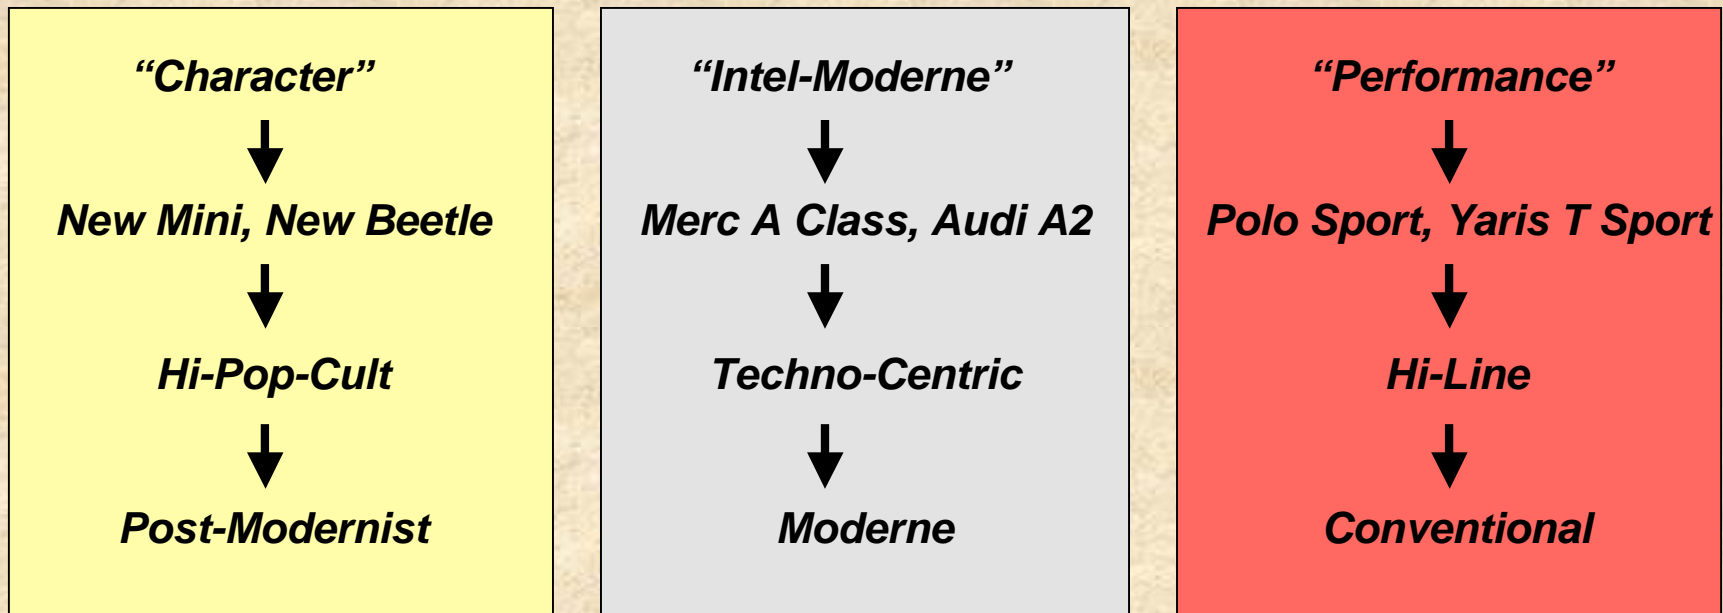 “Character”
New Mini, New Beetle
Hi-Pop-Cult
Post-Modernist
“Intel-Moderne”
Merc A Class, Audi A2
Techno-Centric
Moderne
“Performance”
Polo Sport, Yaris T Sport
Hi-Line
Conventional